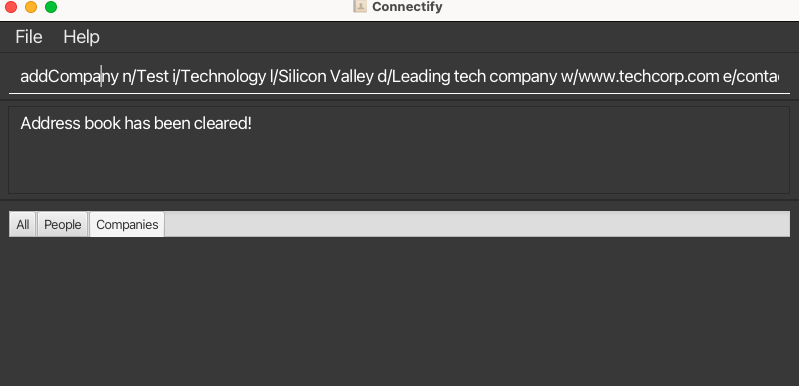 Connectify
File Help
addCompany n/Test i/Technology l/Silicon Valley d/Leading tech company w/www.techcorp.com e/conta
Address book has been cleared!
All People Companies